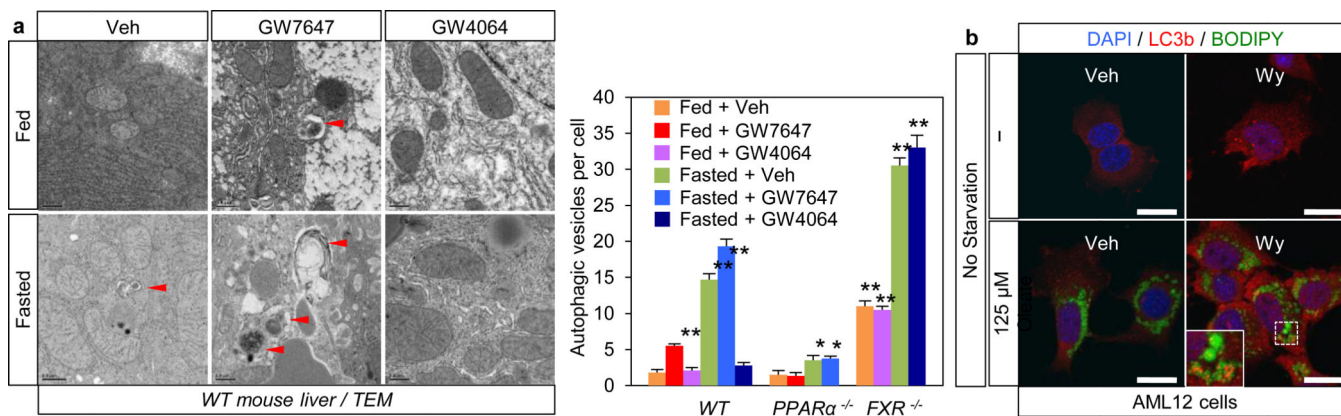 a
Veh
GW7647
GW4064
Fed
Fasted
WT mouse liver / TEM
Autophagic vesicles per cell
40
35
30
25
20
15
10
5
0
Fed + Veh
Fed + GW7647
Fed + GW4064
Fasted + Veh
Fasted + GW7647
Fasted + GW4064
**
**
**
*
*
**
**
**
**
WT
PPARα -/-
FXR -/-
b
DAPI / LC3b / BODIPY
No Starvation
–
125 µM
Veh
Wy
Veh
Wy
AML12 cells